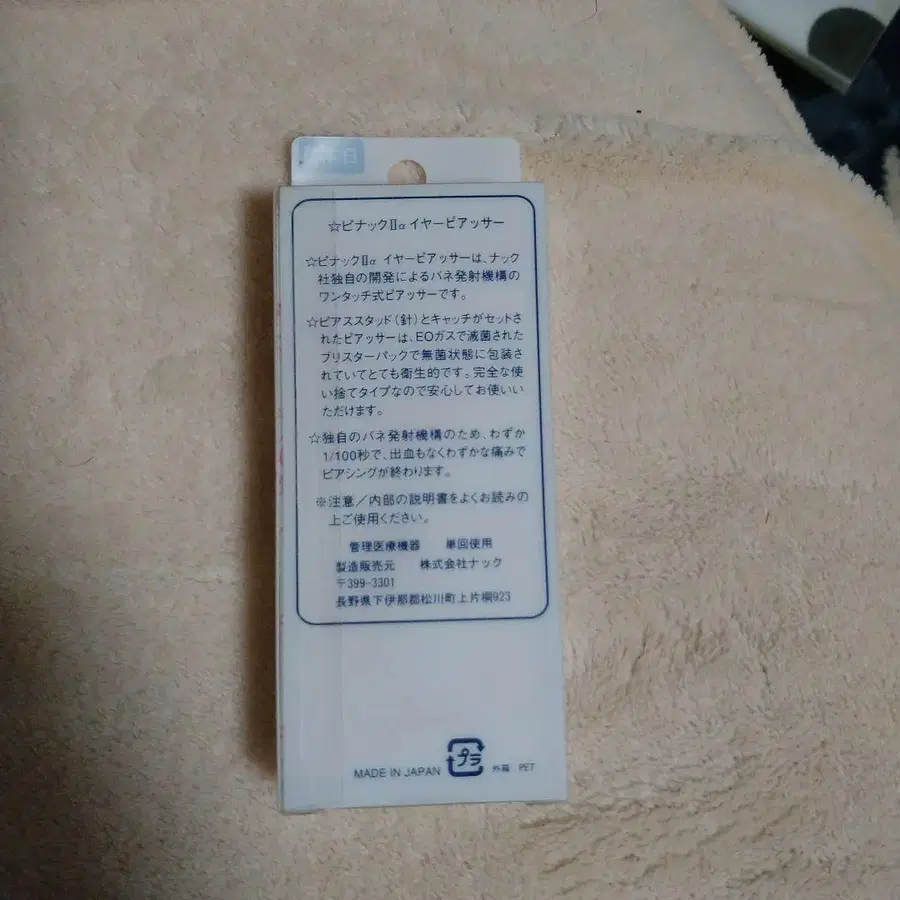 ☆ピナックⅡα イヤーピアッサー
☆ピナックⅡα イヤーピアッサーは、ナック
社独自の開発によるバネ発射機構の
ワンタッチ式ピアッサーです。
☆ピアススタッド（針）とキャッチがセットさ
れたピアッサーは、EOガスで滅菌された
ブリスターパックで無菌状態に包装さ
れていてとても衛生的です。完全な使
い捨てタイプなので安心してお使いい
ただけます。
☆独自のバネ発射機構のため、わずか
1/100秒で、出血もなくわずかな痛みで
ピアシングが終わります。
※注意／内部の説明書をよくお読みの
上ご使用ください。
管理医療機器 単回使用
製造販売元 株式会社ナック
〒399-3301
長野県下伊那郡松川町上片桐923
MADE IN JAPAN プラ 外箱 PET